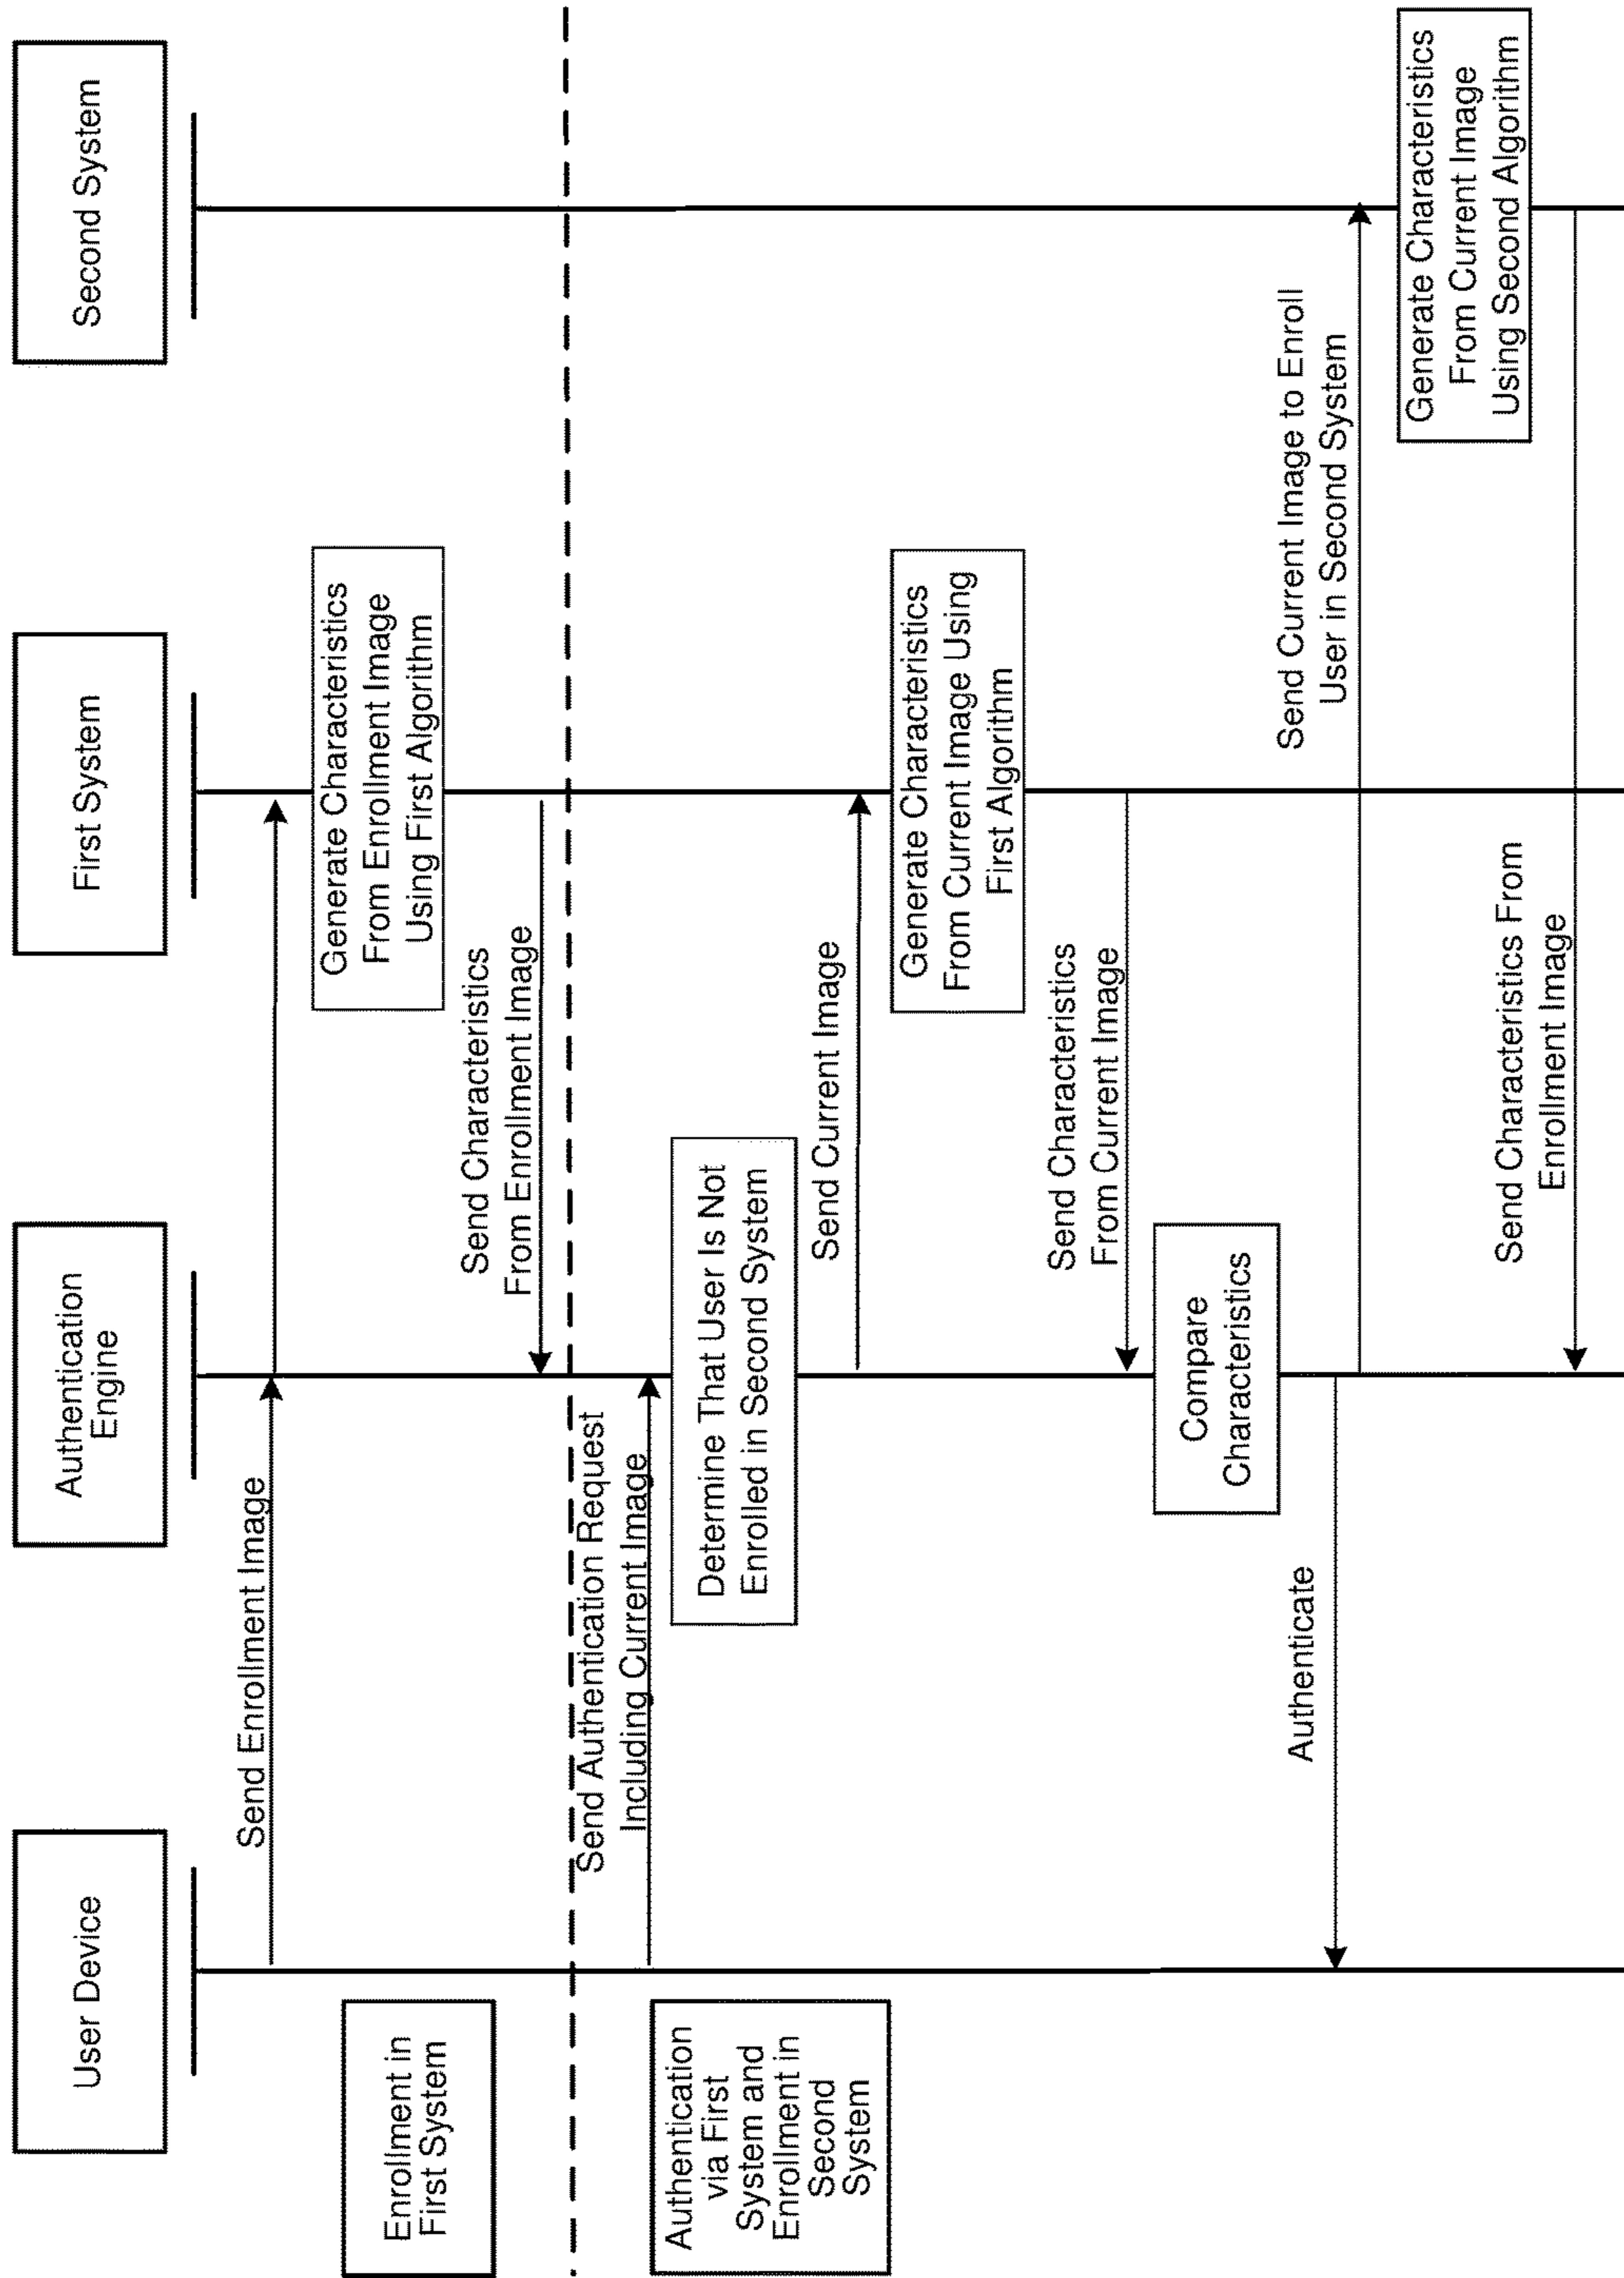 User Device
Authentication
Engine
First System
Second System
Enrollment in
First System
Send Enrollment Image
Generate Characteristics
From Enrollment Image
Using First Algorithm
Send Characteristics
From Enrollment Image
Authentication
via First
System and
Enrollment in
Second
System
Send Authentication Request
Including Current Image
Determine That User Is Not
Enrolled in Second System
Send Current Image
Generate Characteristics
From Current Image Using
First Algorithm
Send Characteristics
From Current Image
Compare
Characteristics
Authenticate
Send Current Image to Enroll
User in Second System
Generate Characteristics
From Current Image
Using Second Algorithm
Send Characteristics From
Enrollment Image